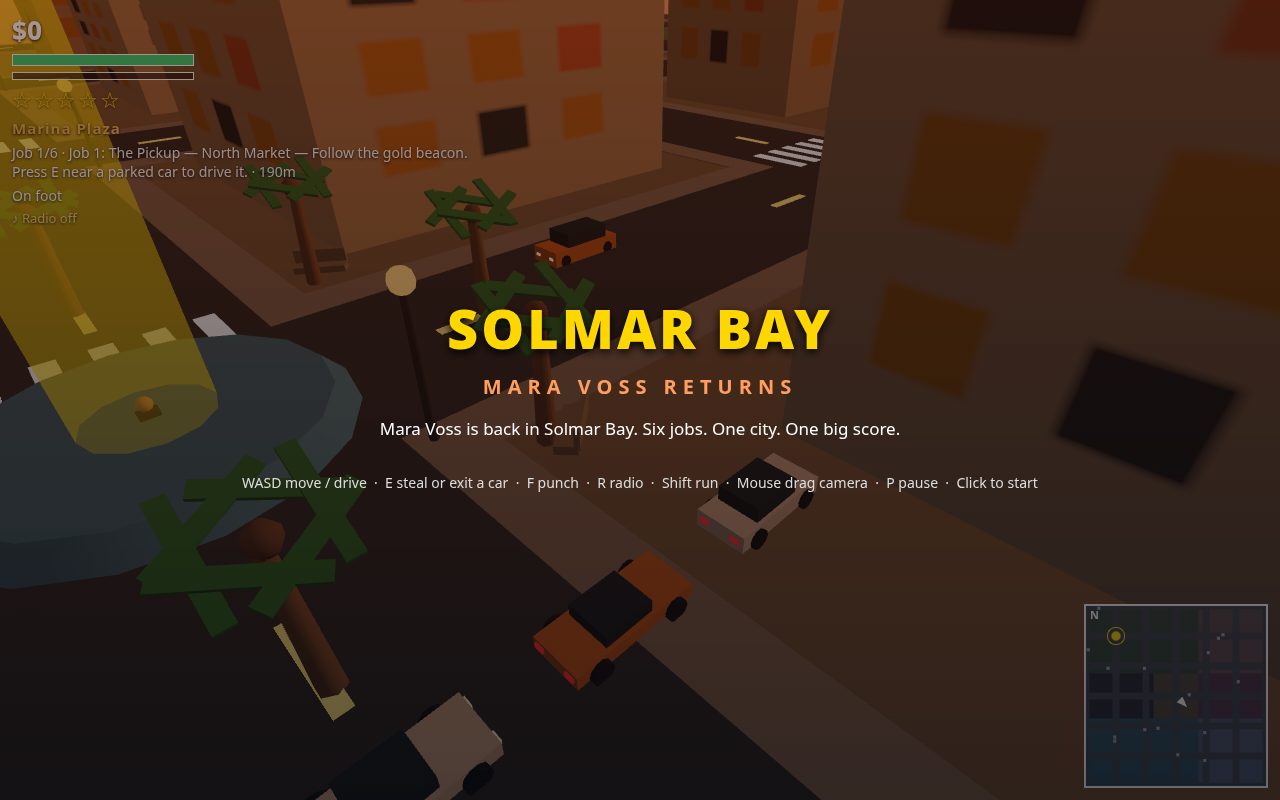 $0
☆☆☆☆☆
Marina Plaza
Job 1/6 · Job 1: The Pickup — North Market — Follow the gold beacon.
Press E near a parked car to drive it. · 190m
On foot
♪ Radio off
SOLMAR BAY
MARA VOSS RETURNS
Mara Voss is back in Solmar Bay. Six jobs. One city. One big score.
WASD move / drive · E steal or exit a car · F punch · R radio · Shift run · Mouse drag camera · P pause · Click to start
N